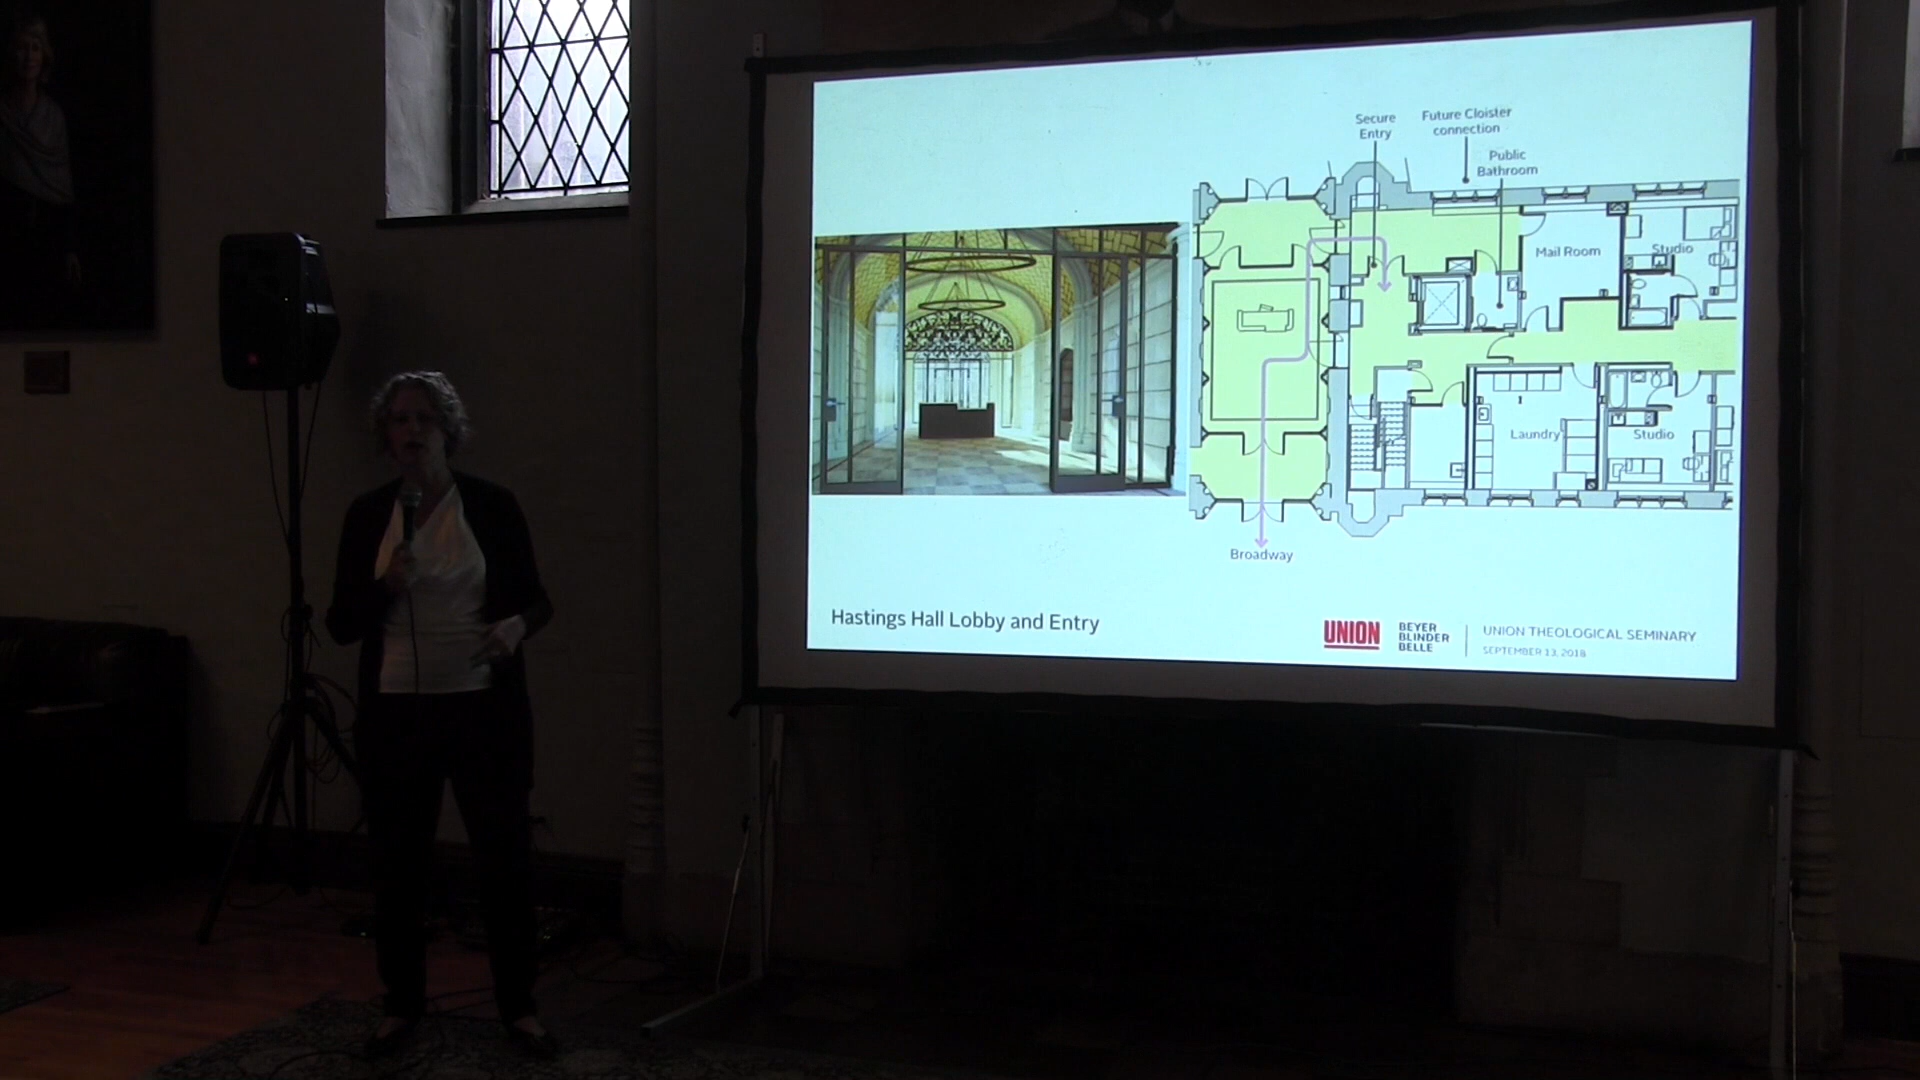 Secure
Entry
Future Cloister
connection
Public
Bathroom
Mail Room
Studio
Laundry
Studio
Broadway
Hastings Hall Lobby and Entry
UNION
BEYER
BLINDER
BELLE
UNION THEOLOGICAL SEMINARY
SEPTEMBER 13, 2018